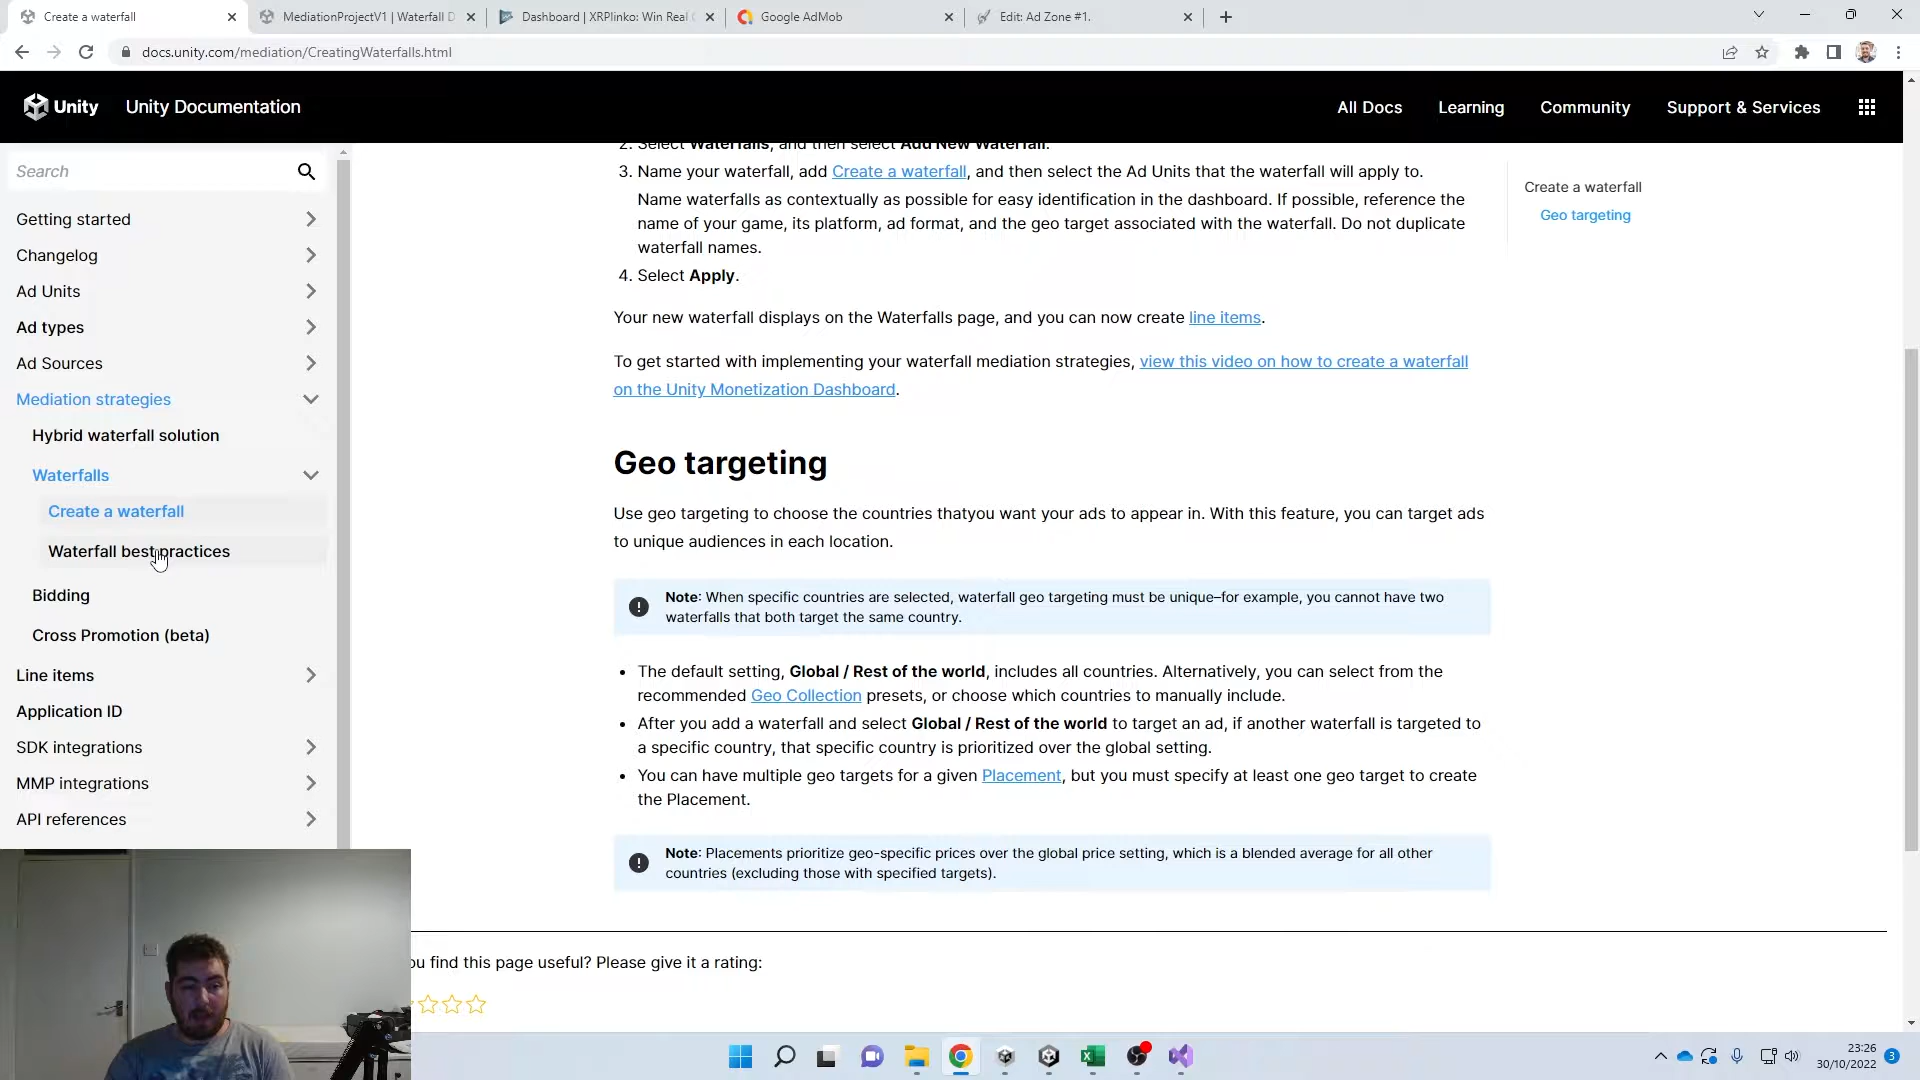 Create a waterfall
MediationProjectV1 | Waterfall D
Dashboard | XRPlinko: Win Real
Google AdMob
Edit: Ad Zone #1.
docs.unity.com/mediation/CreatingWaterfalls.html
Unity
Unity Documentation
All Docs
Learning
Community
Support & Services
Search
Getting started
Changelog
Ad Units
Ad types
Ad Sources
Mediation strategies
Hybrid waterfall solution
Waterfalls
Create a waterfall
Waterfall best practices
Bidding
Cross Promotion (beta)
Line items
Application ID
SDK integrations
MMP integrations
API references
2. Select Waterfalls, and then select Add New Waterfall.
3. Name your waterfall, add Create a waterfall, and then select the Ad Units that the waterfall will apply to.
Name waterfalls as contextually as possible for easy identification in the dashboard. If possible, reference the
name of your game, its platform, ad format, and the geo target associated with the waterfall. Do not duplicate
waterfall names.
4. Select Apply.
Your new waterfall displays on the Waterfalls page, and you can now create line items.
To get started with implementing your waterfall mediation strategies, view this video on how to create a waterfall
on the Unity Monetization Dashboard.
Geo targeting
Use geo targeting to choose the countries thatyou want your ads to appear in. With this feature, you can target ads
to unique audiences in each location.
Note: When specific countries are selected, waterfall geo targeting must be unique–for example, you cannot have two
waterfalls that both target the same country.
• The default setting, Global / Rest of the world, includes all countries. Alternatively, you can select from the
recommended Geo Collection presets, or choose which countries to manually include.
• After you add a waterfall and select Global / Rest of the world to target an ad, if another waterfall is targeted to
a specific country, that specific country is prioritized over the global setting.
• You can have multiple geo targets for a given Placement, but you must specify at least one geo target to create
the Placement.
Note: Placements prioritize geo-specific prices over the global price setting, which is a blended average for all other
countries (excluding those with specified targets).
ou find this page useful? Please give it a rating:
Create a waterfall
Geo targeting
23:26
30/10/2022
3